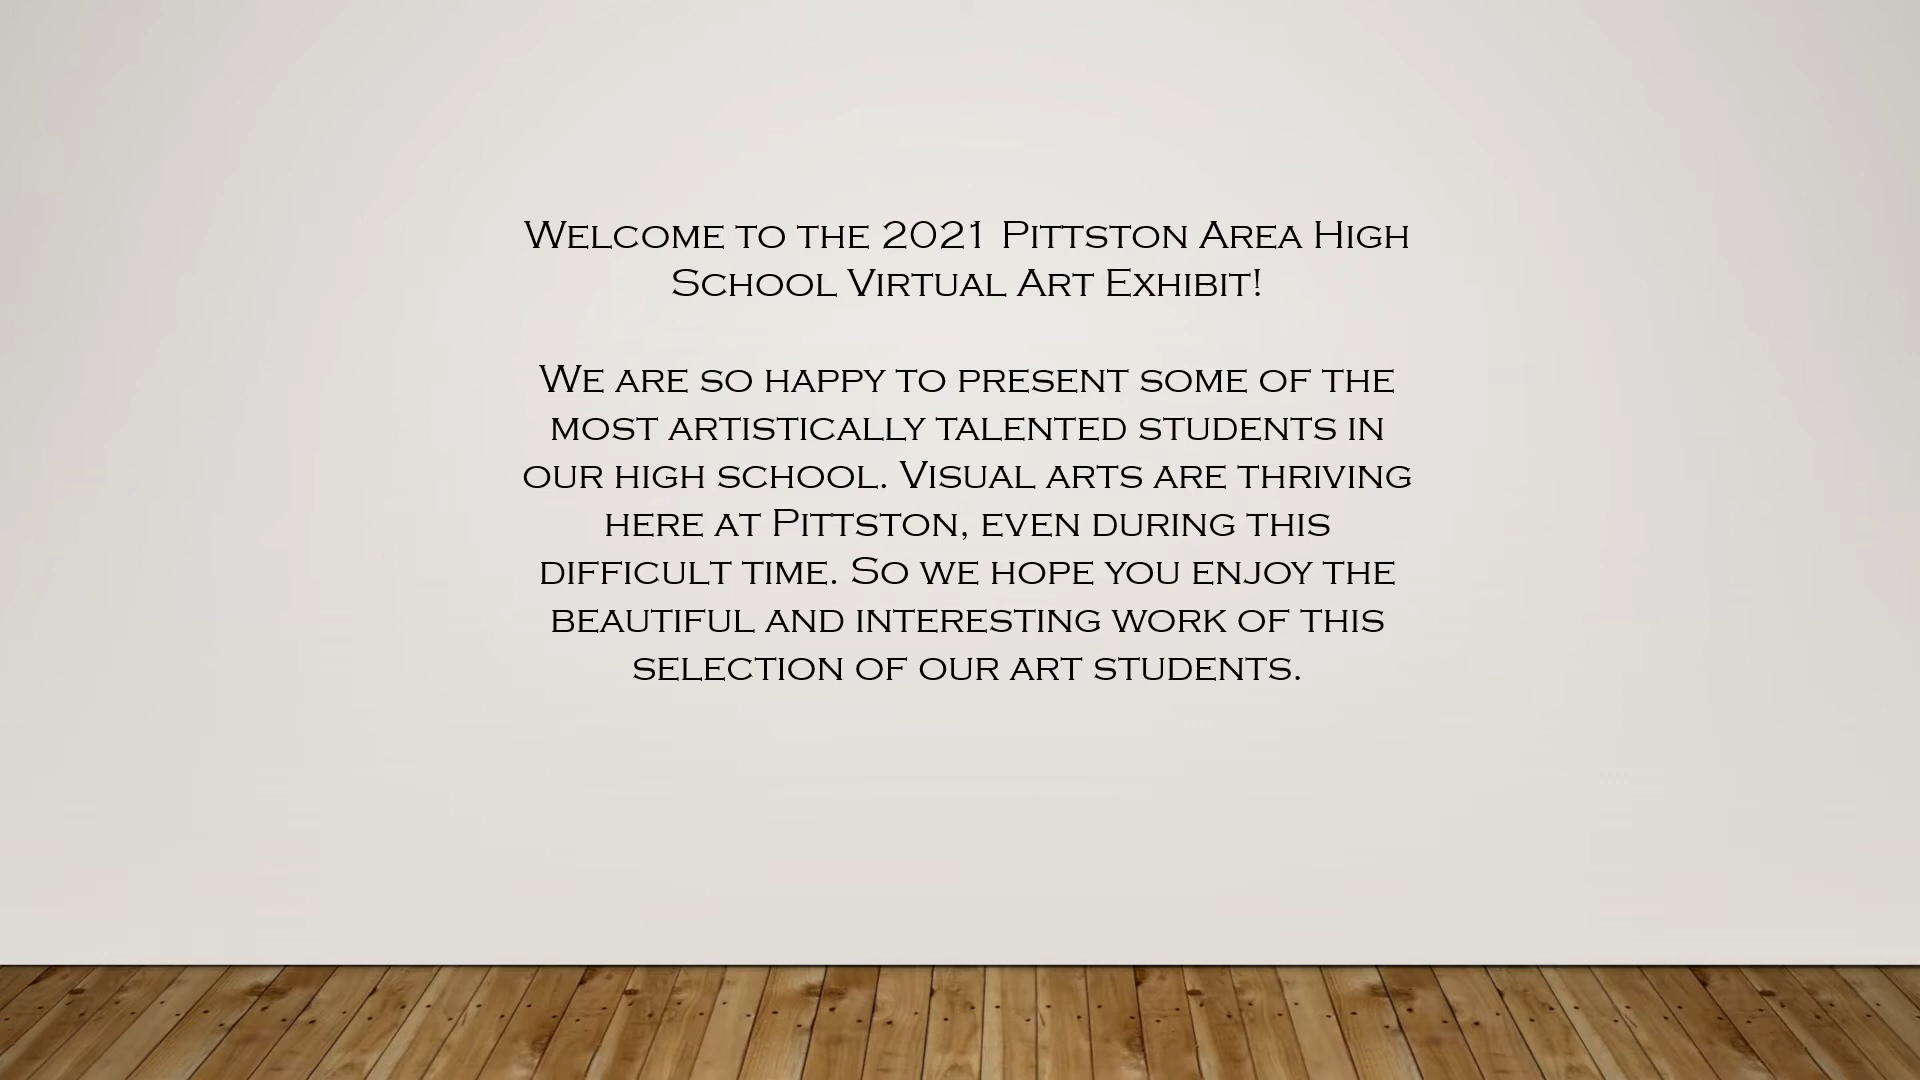 Welcome to the 2021 Pittston Area High
School Virtual Art Exhibit!
We are so happy to present some of the
most artistically talented students in
our high school. Visual arts are thriving
here at Pittston, even during this
difficult time. So we hope you enjoy the
beautiful and interesting work of this
selection of our art students.